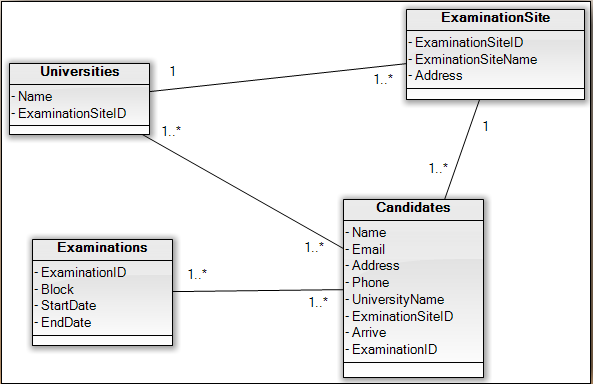 ExaminationSite
- ExaminationSiteID
- ExminationSiteName
- Address
Universities
- Name
- ExaminationSiteID
1
1..*
1..*
1
1..*
Candidates
- Name
- Email
- Address
- Phone
- UniversityName
- ExminationSiteID
- Arrive
- ExaminationID
1..*
Examinations
- ExaminationID
- Block
- StartDate
- EndDate
1..*
1..*